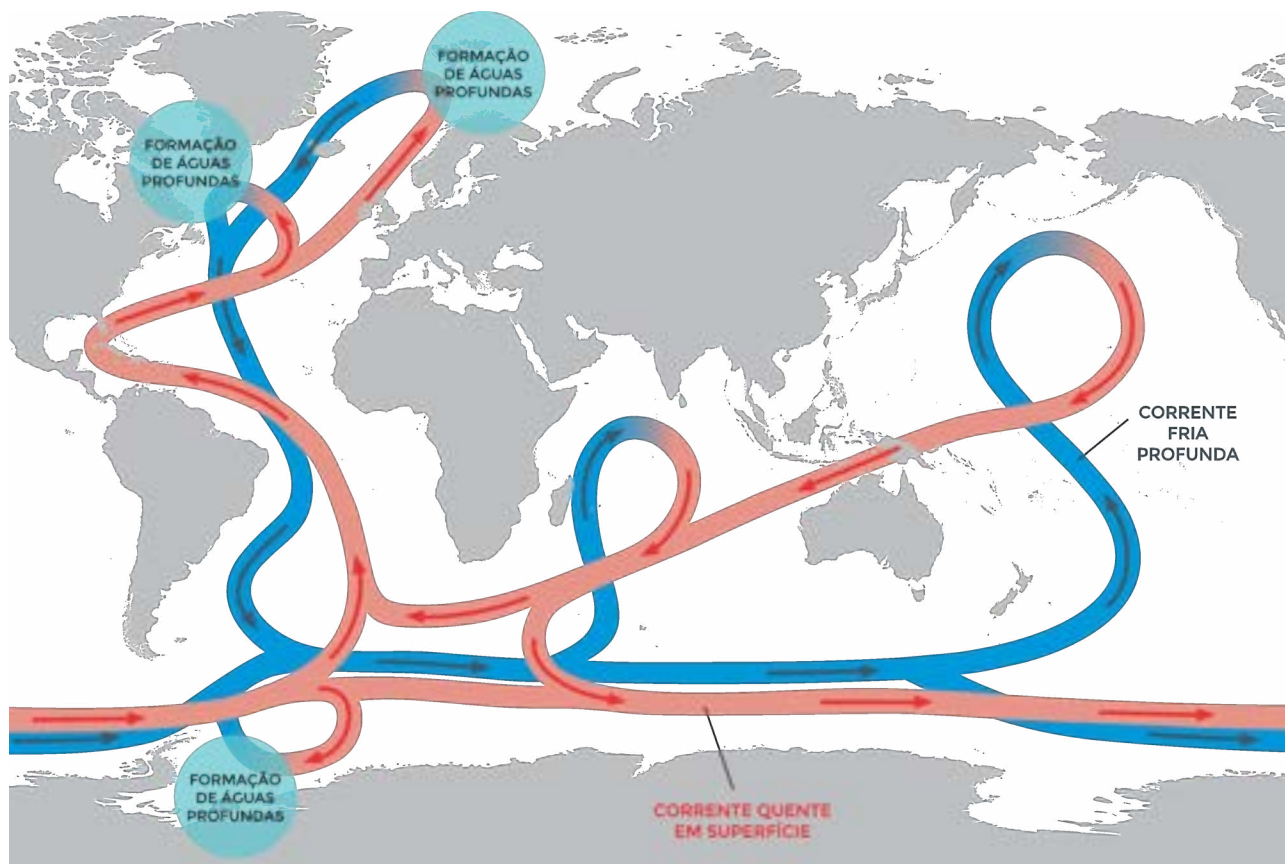 FORMAÇÃO
DE ÁGUAS
PROFUNDAS
FORMAÇÃO
DE ÁGUAS
PROFUNDAS
CORRENTE
FRIA
PROFUNDA
FORMAÇÃO
DE ÁGUAS
PROFUNDAS
CORRENTE QUENTE
EM SUPERFÍCIE